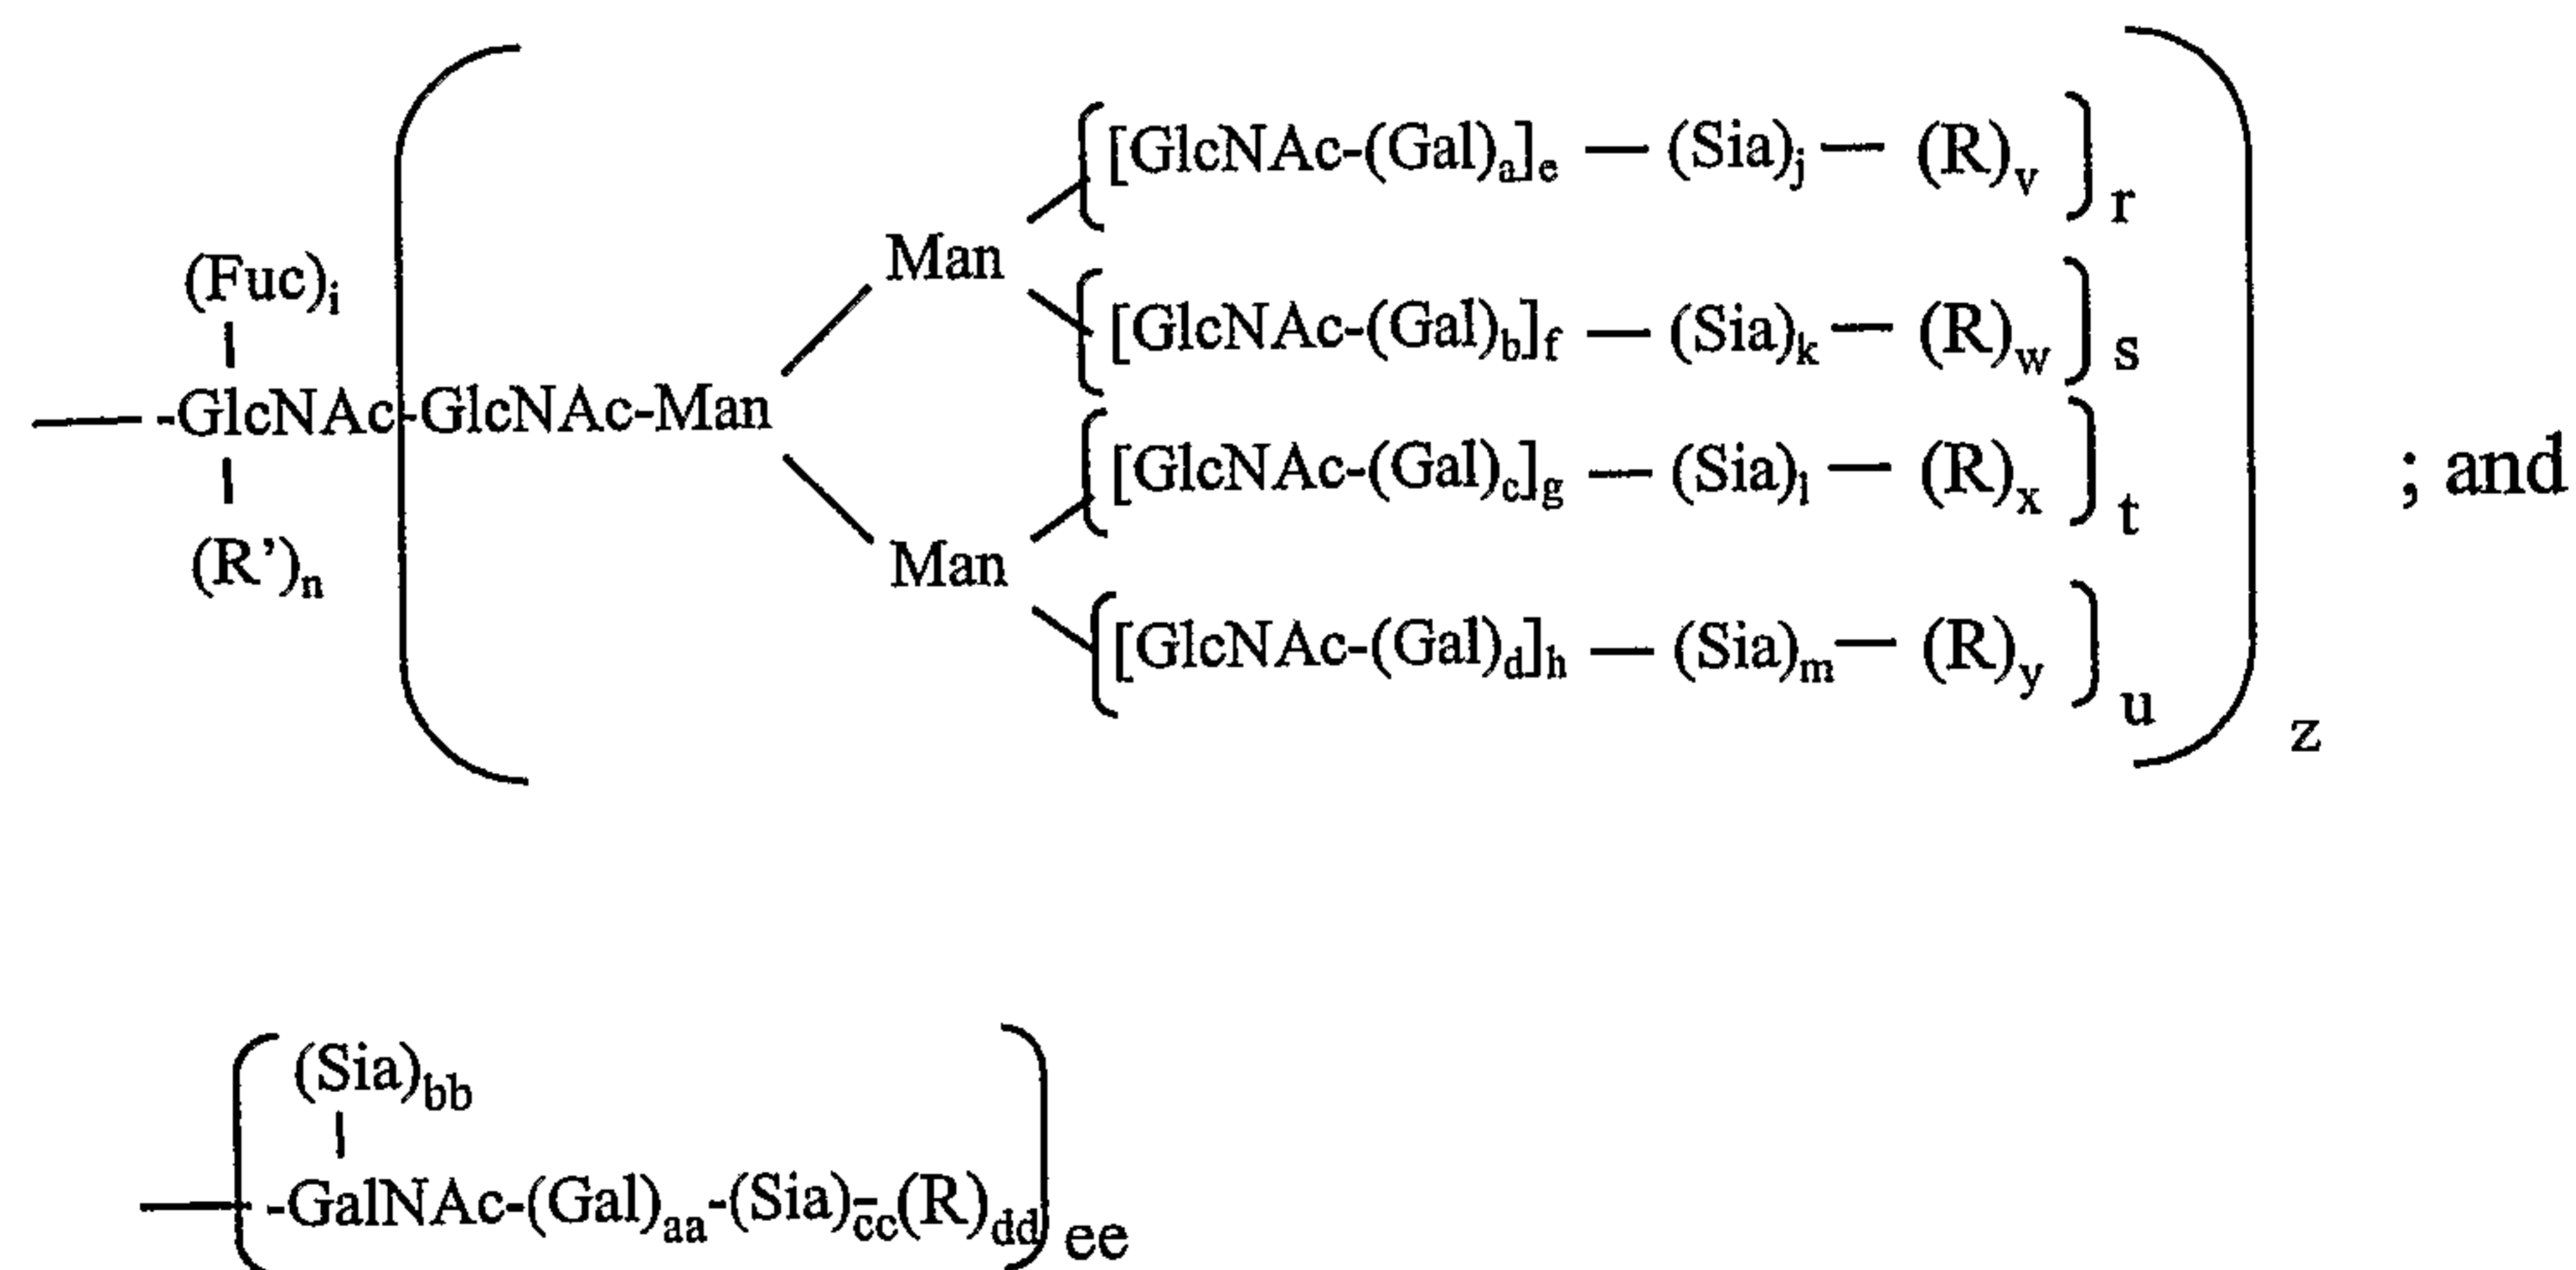 [GlcNAc-(Gal)a]e — (Sia)j — (R)v r
Man
(Fuc)i
[GlcNAc-(Gal)b]f — (Sia)k — (R)w s
-GlcNAc-GlcNAc-Man
[GlcNAc-(Gal)c]g — (Sia)l — (R)x t ; and
(R’)n
Man
[GlcNAc-(Gal)d]h — (Sia)m — (R)y u
z
(Sia)bb
-GalNAc-(Gal)aa-(Sia)cc-(R)dd ee